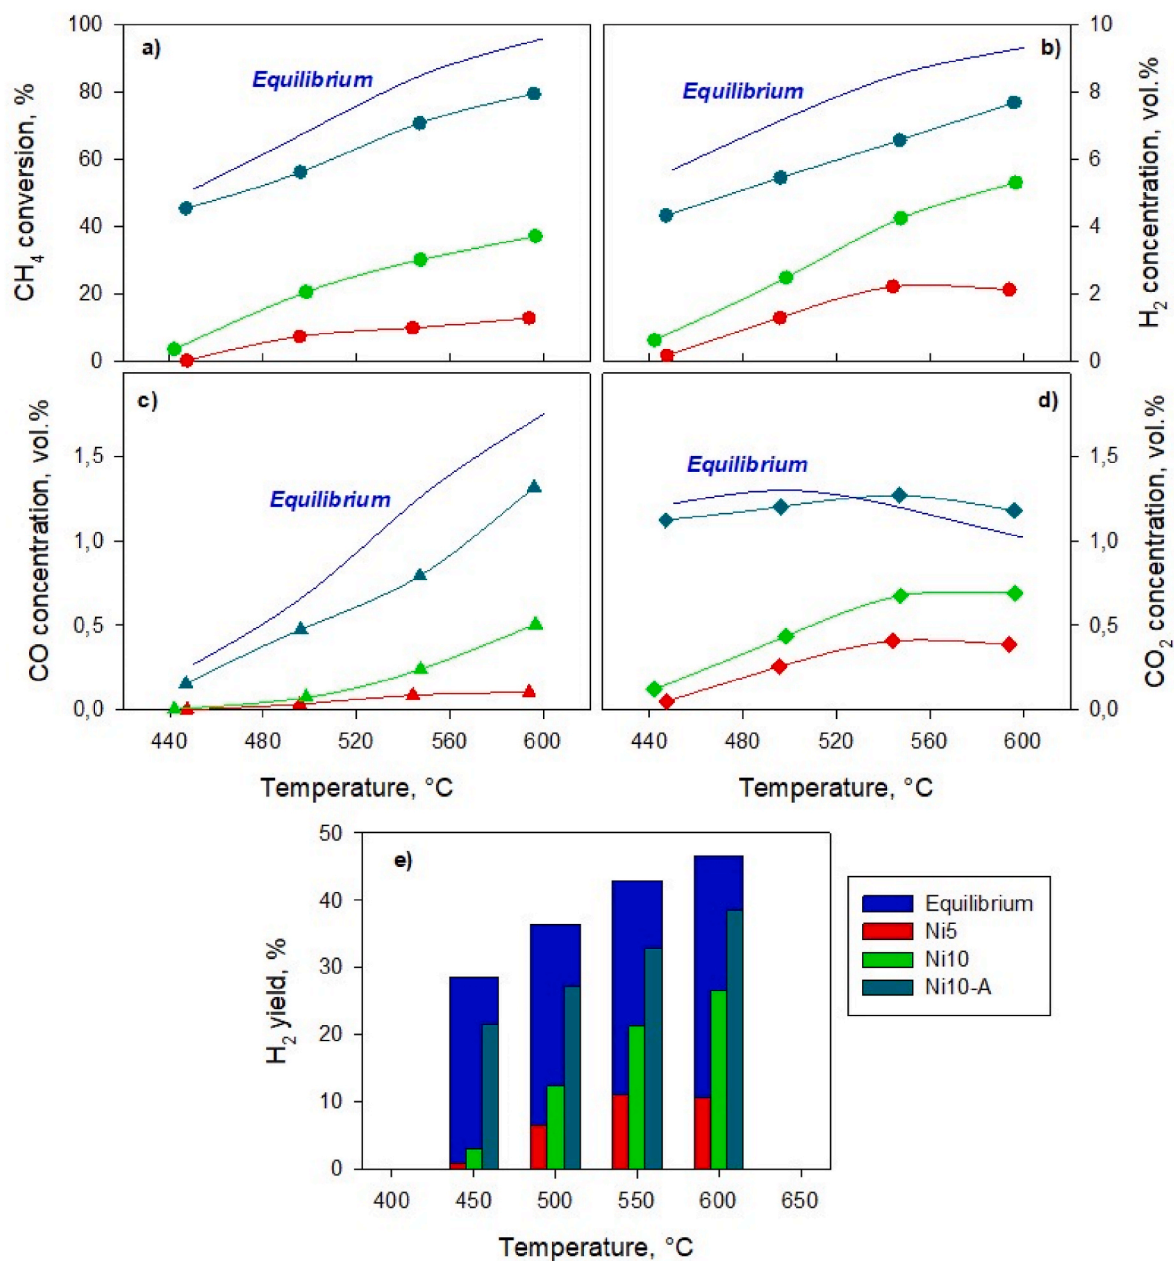 a)
Equilibrium
CH4 conversion, %
100
80
60
40
20
0
b)
Equilibrium
H2 concentration, vol.%
10
8
6
4
2
0
c)
Equilibrium
CO concentration, vol.%
1,5
1,0
0,5
0,0
440 480 520 560 600
Temperature, °C
d)
Equilibrium
CO2 concentration, vol.%
1,5
1,0
0,5
0,0
440 480 520 560 600
Temperature, °C
e)
H2 yield, %
50
40
30
20
10
0
400 450 500 550 600 650
Temperature, °C
Equilibrium
Ni5
Ni10
Ni10-A